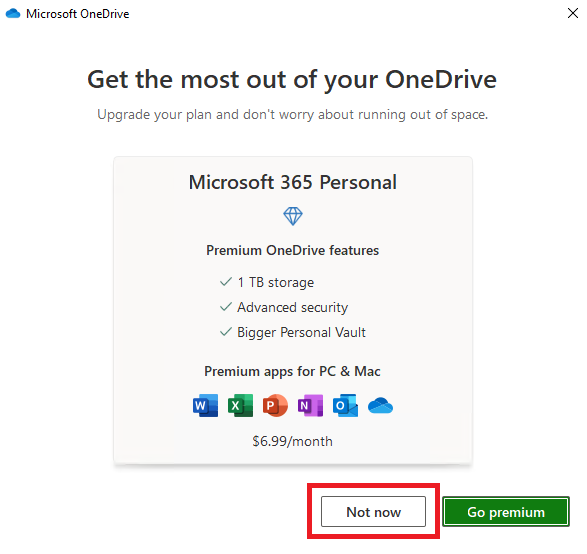 Microsoft OneDrive
Get the most out of your OneDrive
Upgrade your plan and don't worry about running out of space.
Microsoft 365 Personal
Premium OneDrive features
1 TB storage
Advanced security
Bigger Personal Vault
Premium apps for PC & Mac
W X P N O
$6.99/month
Not now Go premium